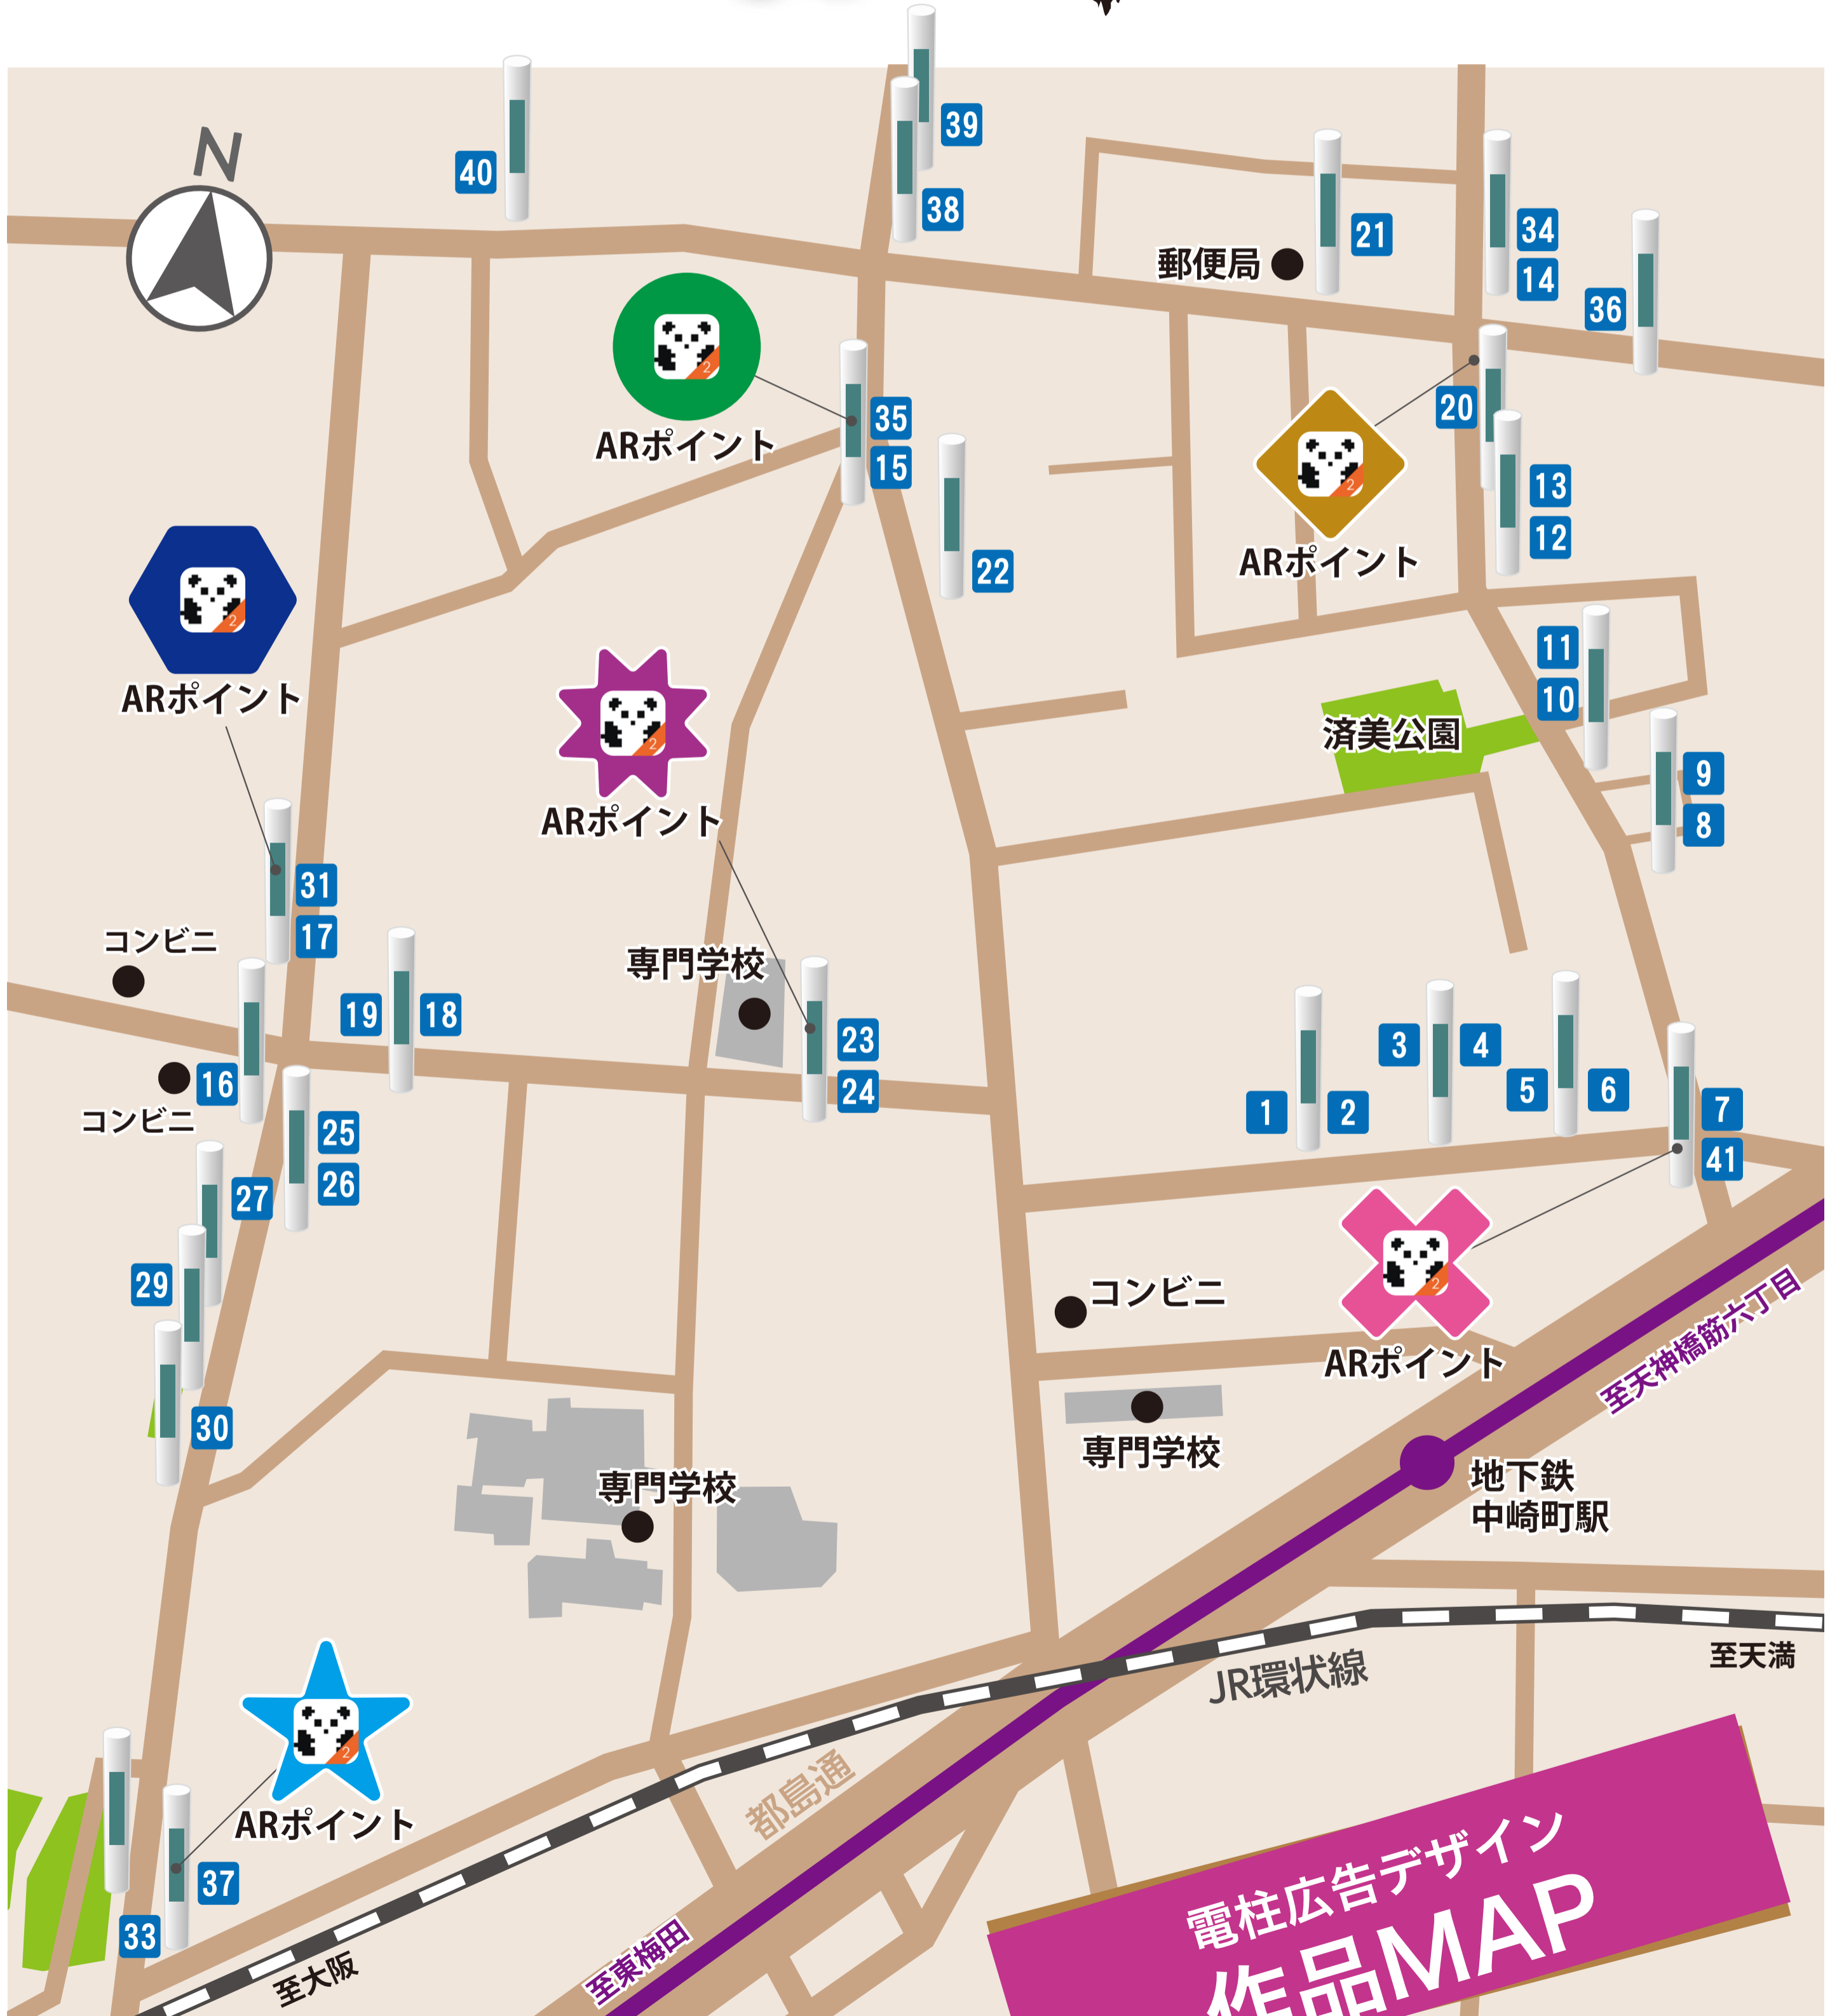 N
40
39
38
21
郵便局
34
14
36
ARポイント
35
15
20
13
12
ARポイント
22
ARポイント
11
10
済美公園
9
8
ARポイント
31
17
コンビニ
専門学校
19
18
23
24
3
4
5
6
1
2
7
41
16
コンビニ
25
26
27
29
30
コンビニ
ARポイント
至天神橋筋六丁目
専門学校
地下鉄
中崎町駅
専門学校
JR環状線
至天満
ARポイント
都島通
37
33
至大阪
至東梅田
電柱広告デザイン
作品MAP
2
2
2
2
2
2